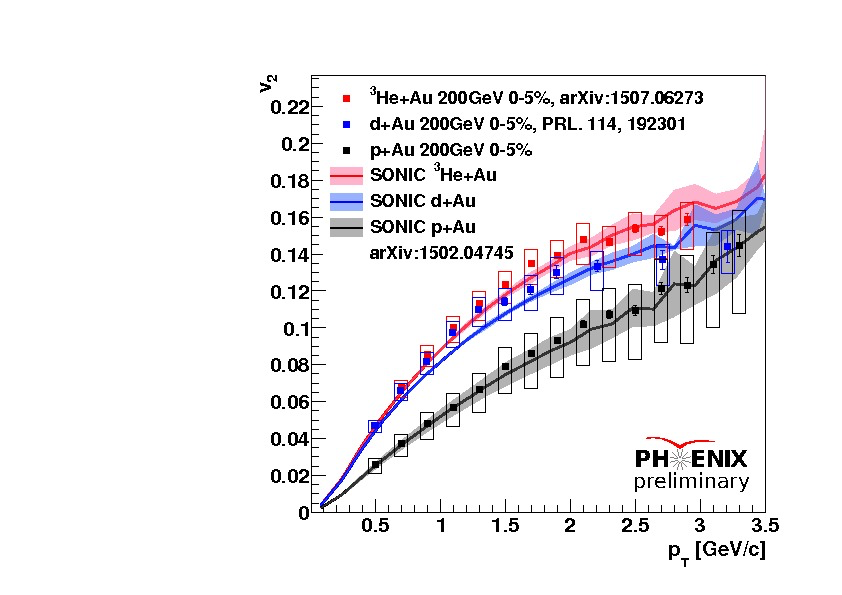 v2
0.22
0.2
0.18
0.16
0.14
0.12
0.1
0.08
0.06
0.04
0.02
0
3He+Au 200GeV 0-5%, arXiv:1507.06273
d+Au 200GeV 0-5%, PRL. 114, 192301
p+Au 200GeV 0-5%
SONIC 3He+Au
SONIC d+Au
SONIC p+Au
arXiv:1502.04745
PHENIX
preliminary
0.5 1 1.5 2 2.5 3 3.5
pT [GeV/c]